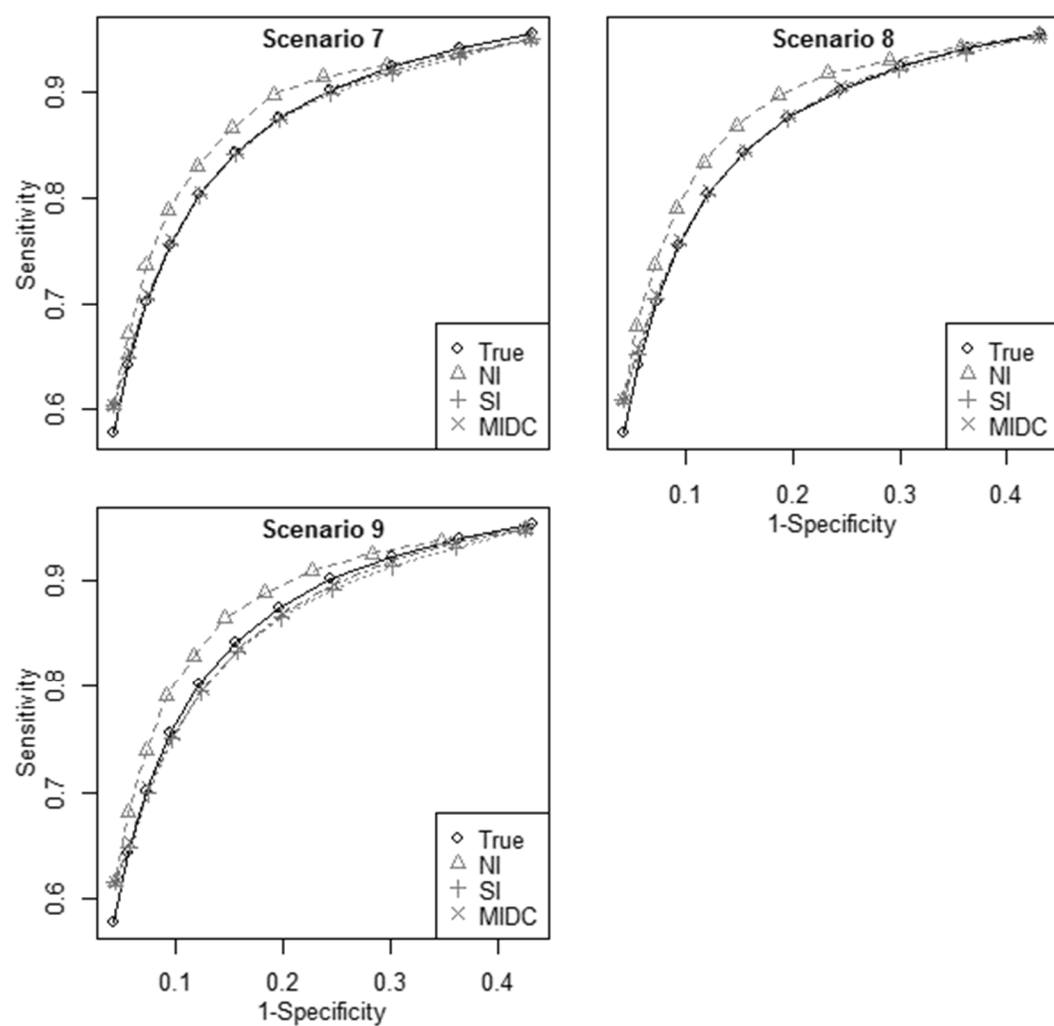 Scenario 7
Sensitivity
0.9
0.8
0.7
0.6
True
NI
SI
MIDC
Scenario 8
True
NI
SI
MIDC
0.1 0.2 0.3 0.4
1-Specificity
Scenario 9
Sensitivity
0.9
0.8
0.7
0.6
True
NI
SI
MIDC
0.1 0.2 0.3 0.4
1-Specificity